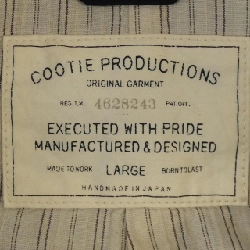 COOTIE PRODUCTIONS
ORIGINAL GARMENT
REG. T.M. 4628243 PAT. OFF.
EXECUTED WITH PRIDE
MANUFACTURED & DESIGNED
MADE TO WORK LARGE BORN TO LAST
HANDMADE IN JAPAN